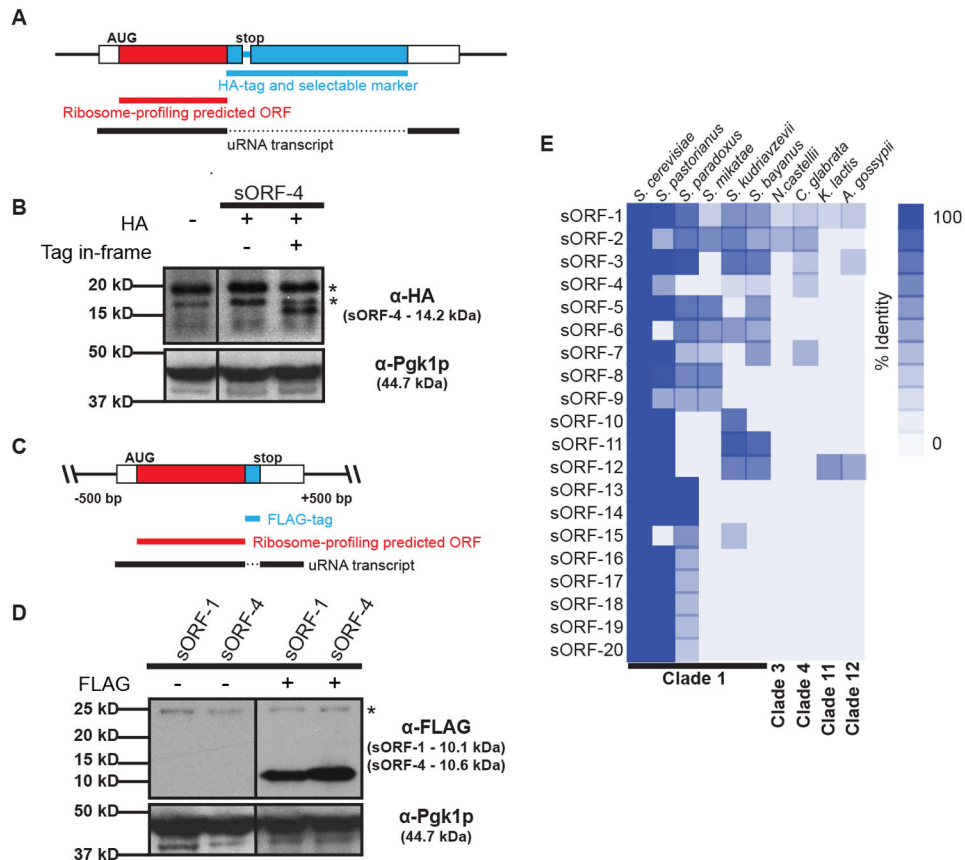 A
AUG
stop
HA-tag and selectable marker
Ribosome-profiling predicted ORF
uRNA transcript
B
sORF-4
HA - + +
Tag in-frame - +
20 kD
15 kD
*
*
α-HA
(sORF-4 - 14.2 kDa)
50 kD
37 kD
α-Pgk1p
(44.7 kDa)
C
AUG
stop
-500 bp
+500 bp
FLAG-tag
Ribosome-profiling predicted ORF
uRNA transcript
D
sORF-1
sORF-4
sORF-1
sORF-4
FLAG - - + +
25 kD
20 kD
15 kD
10 kD
*
α-FLAG
(sORF-1 - 10.1 kDa)
(sORF-4 - 10.6 kDa)
50 kD
37 kD
α-Pgk1p
(44.7 kDa)
E
S. cerevisiae
S. pastorianus
S. paradoxus
S. mikatae
S. kudriavzevii
S. bayanus
N.castellii
C. glabrata
K. lactis
A. gossypii
sORF-1
sORF-2
sORF-3
sORF-4
sORF-5
sORF-6
sORF-7
sORF-8
sORF-9
sORF-10
sORF-11
sORF-12
sORF-13
sORF-14
sORF-15
sORF-16
sORF-17
sORF-18
sORF-19
sORF-20
100
0
% Identity
Clade 1
Clade 3
Clade 4
Clade 11
Clade 12